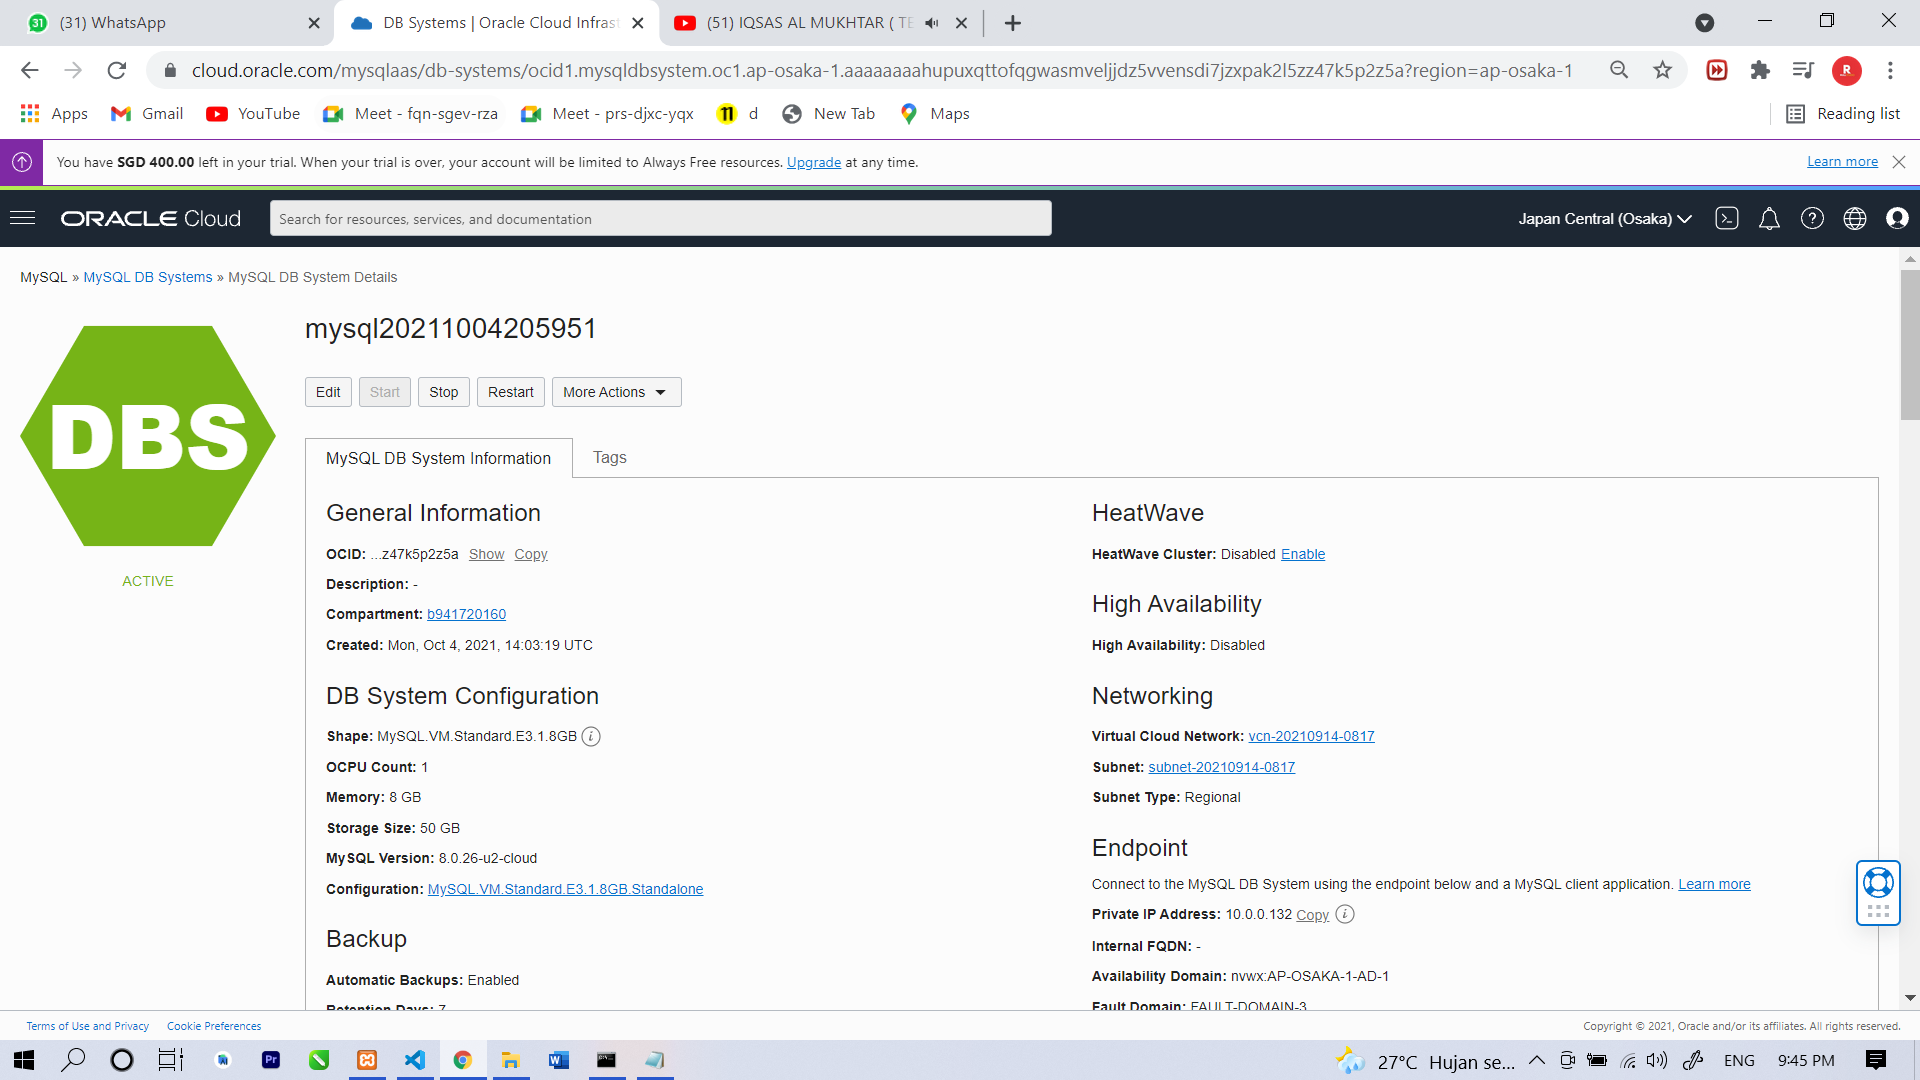 (31) WhatsApp
DB Systems | Oracle Cloud Infrast
(51) IQSAS AL MUKHTAR ( TE
cloud.oracle.com/mysqlaas/db-systems/ocid1.mysqldbsystem.oc1.ap-osaka-1.aaaaaaaahupuxqttofqgwasmveljjdz5vvensdi7jzxpak2l5zz47k5p2z5a?region=ap-osaka-1
Apps Gmail YouTube Meet - fqn-sgev-rza Meet - prs-djxc-yqx d New Tab Maps Reading list
You have SGD 400.00 left in your trial. When your trial is over, your account will be limited to Always Free resources. Upgrade at any time. Learn more
ORACLE Cloud Search for resources, services, and documentation Japan Central (Osaka)
MySQL » MySQL DB Systems » MySQL DB System Details
DBS
ACTIVE
mysql20211004205951
Edit Start Stop Restart More Actions
MySQL DB System Information Tags
General Information
OCID: ...z47k5p2z5a Show Copy
Description: -
Compartment: b941720160
Created: Mon, Oct 4, 2021, 14:03:19 UTC
DB System Configuration
Shape: MySQL.VM.Standard.E3.1.8GB
OCPU Count: 1
Memory: 8 GB
Storage Size: 50 GB
MySQL Version: 8.0.26-u2-cloud
Configuration: MySQL.VM.Standard.E3.1.8GB.Standalone
Backup
Automatic Backups: Enabled
Retention Days: 7
HeatWave
HeatWave Cluster: Disabled Enable
High Availability
High Availability: Disabled
Networking
Virtual Cloud Network: vcn-20210914-0817
Subnet: subnet-20210914-0817
Subnet Type: Regional
Endpoint
Connect to the MySQL DB System using the endpoint below and a MySQL client application. Learn more
Private IP Address: 10.0.0.132 Copy
Internal FQDN: -
Availability Domain: nvwx:AP-OSAKA-1-AD-1
Fault Domain: FAULT-DOMAIN-3
Terms of Use and Privacy Cookie Preferences
Copyright © 2021, Oracle and/or its affiliates. All rights reserved.
27°C Hujan se... ENG 9:45 PM